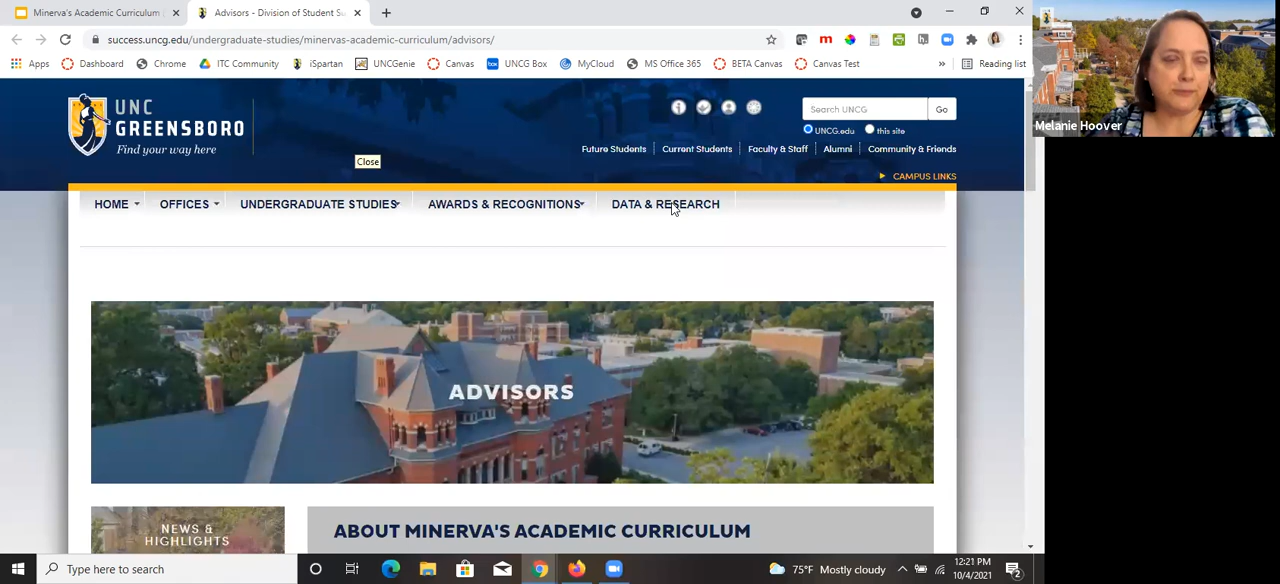 Minerva's Academic Curriculum
Advisors - Division of Student Su
success.uncg.edu/undergraduate-studies/minervas-academic-curriculum/advisors/
Apps
Dashboard
Chrome
ITC Community
iSpartan
UNCGenie
Canvas
UNCG Box
MyCloud
MS Office 365
BETA Canvas
Canvas Test
»
Reading list
Melanie Hoover
UNC
GREENSBORO
Find your way here
Search UNCG
Go
UNCG.edu
this site
Future Students
Current Students
Faculty & Staff
Alumni
Community & Friends
Close
CAMPUS LINKS
HOME
OFFICES
UNDERGRADUATE STUDIES
AWARDS & RECOGNITIONS
DATA & RESEARCH
ADVISORS
NEWS &
HIGHLIGHTS
ABOUT MINERVA'S ACADEMIC CURRICULUM
Type here to search
75°F Mostly cloudy
12:21 PM
10/4/2021
2